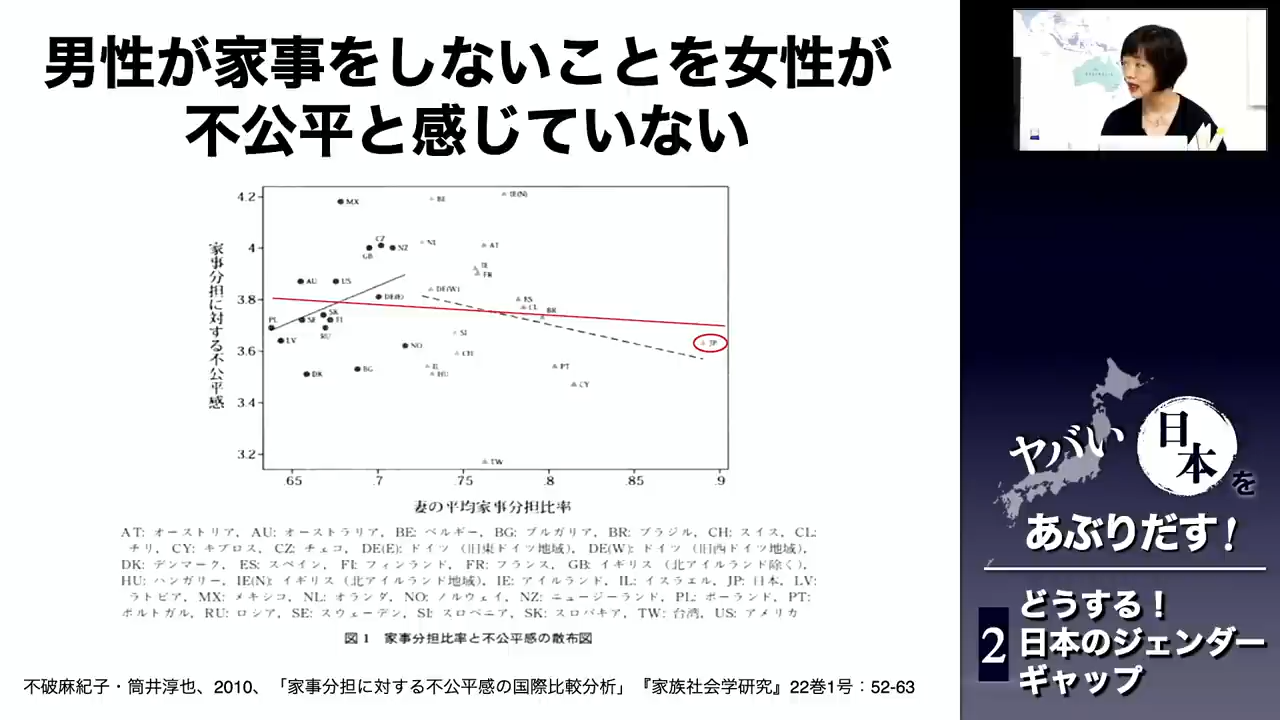 男性が家事をしないことを女性が
不公平と感じていない
家事分担に対する不公平感
4.2
4
3.8
3.6
3.4
3.2
MX
BE
IE(N)
CZ
GB
NZ
NL
AT
IE
FR
AU
US
DE(E)
DE(W)
ES
CL
BR
PL
SE
SK
FI
RU
LV
SI
JP
NO
CH
DK
BG
IL
HU
PT
CY
TW
.65
.7
.75
.8
.85
.9
妻の平均家事分担比率
AT: オーストリア, AU: オーストラリア, BE: ベルギー, BG: ブルガリア, BR: ブラジル, CH: スイス, CL:
チリ, CY: キプロス, CZ: チェコ, DE(E): ドイツ（旧東ドイツ地域）, DE(W): ドイツ（旧西ドイツ地域）,
DK: デンマーク, ES: スペイン, FI: フィンランド, FR: フランス, GB: イギリス（北アイルランド除く）,
HU: ハンガリー, IE(N): イギリス（北アイルランド地域）, IE: アイルランド, IL: イスラエル, JP: 日本, LV:
ラトビア, MX: メキシコ, NL: オランダ, NO: ノルウェイ, NZ: ニュージーランド, PL: ポーランド, PT:
ポルトガル, RU: ロシア, SE: スウェーデン, SI: スロベニア, SK: スロバキア, TW: 台湾, US: アメリカ
図1 家事分担比率と不公平感の散布図
不破麻紀子・筒井淳也、2010、「家事分担に対する不公平感の国際比較分析」『家族社会学研究』22巻1号：52-63
ヤバい日本を
あぶりだす！
2
どうする！
日本のジェンダー
ギャップ